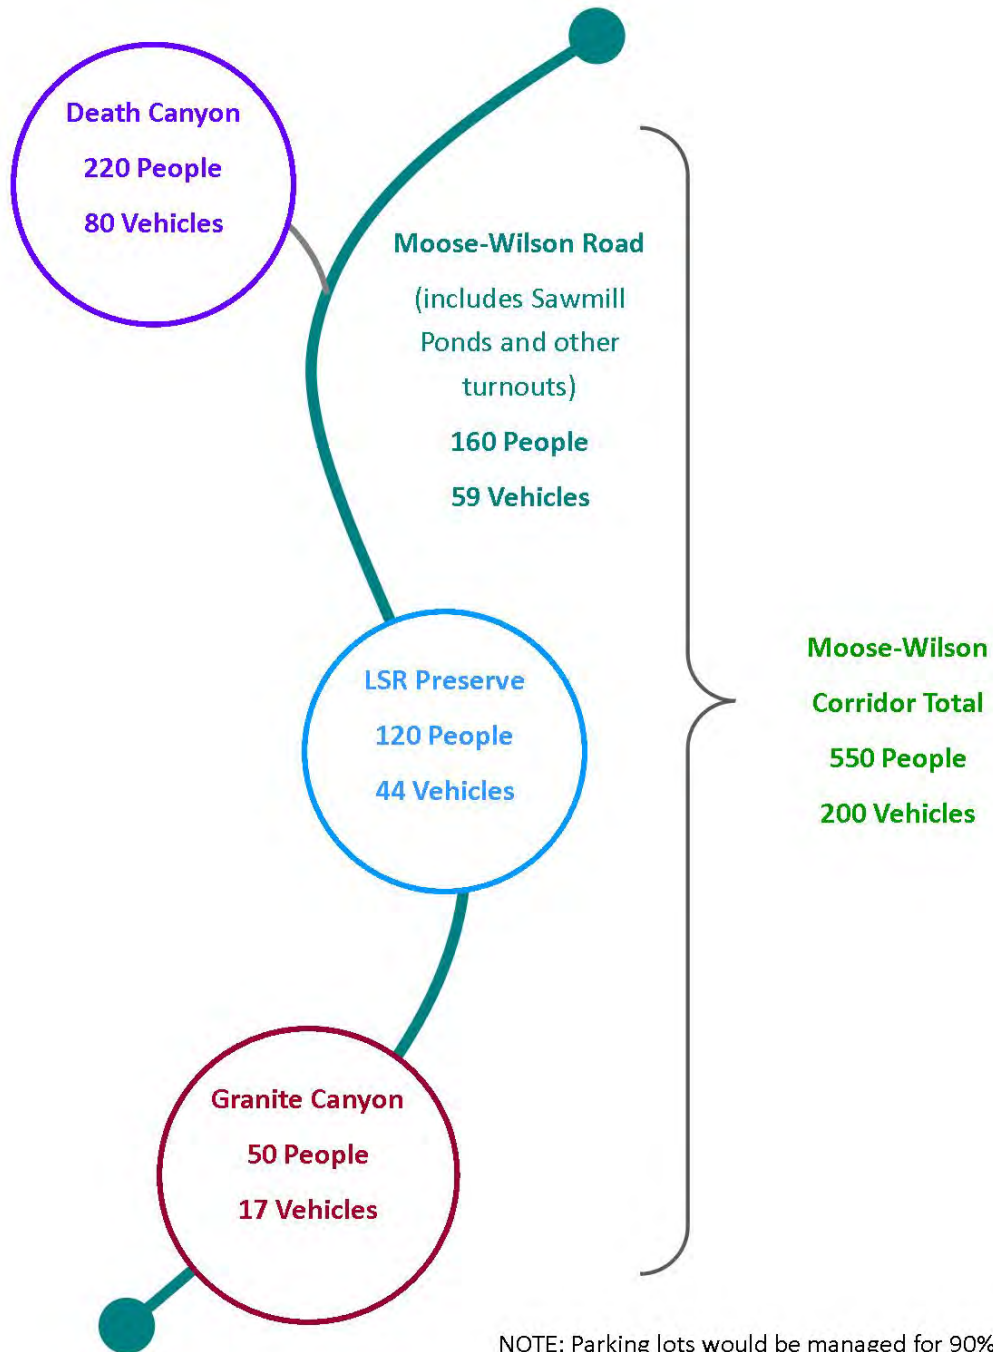 Death Canyon
220 People
80 Vehicles
Moose-Wilson Road
(includes Sawmill
Ponds and other
turnouts)
160 People
59 Vehicles
LSR Preserve
120 People
44 Vehicles
Moose-Wilson
Corridor Total
550 People
200 Vehicles
Granite Canyon
50 People
17 Vehicles
NOTE: Parking lots would be managed for 90%